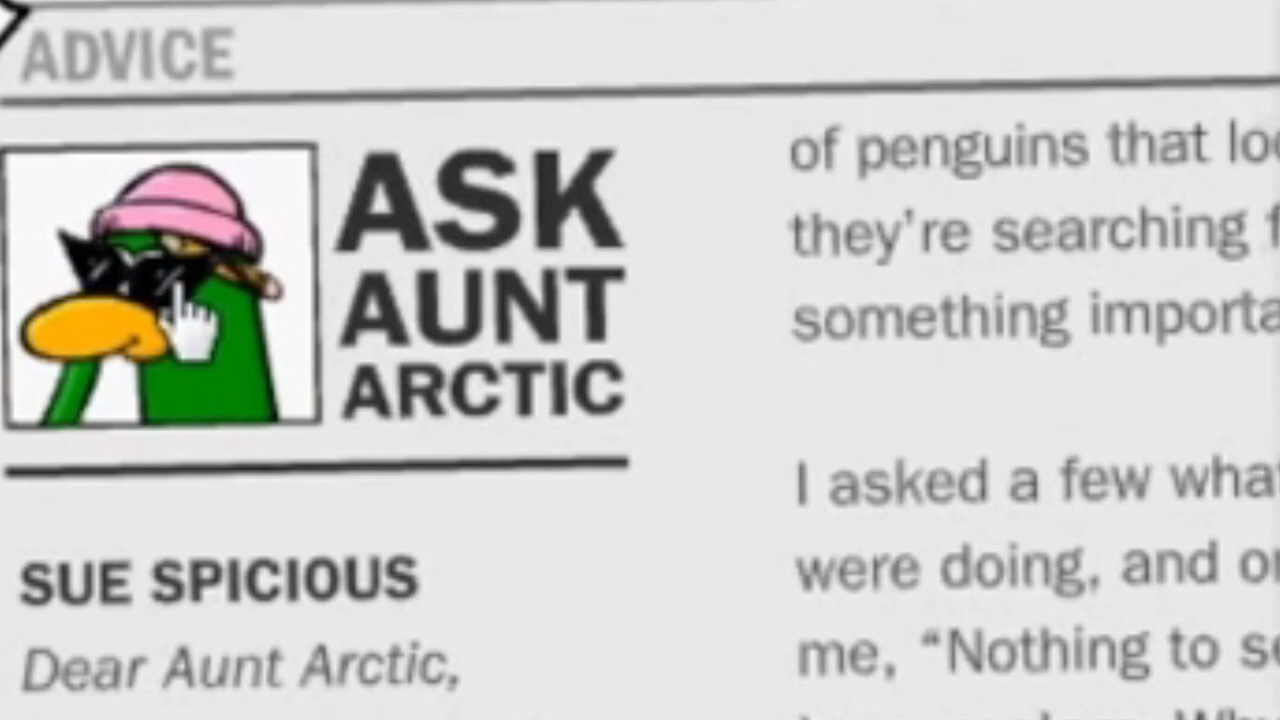 ADVICE
ASK
AUNT
ARCTIC
SUE SPICIOUS
Dear Aunt Arctic,
of penguins that
they're searching
something
I asked a few
were doing, and
me, “Nothing to